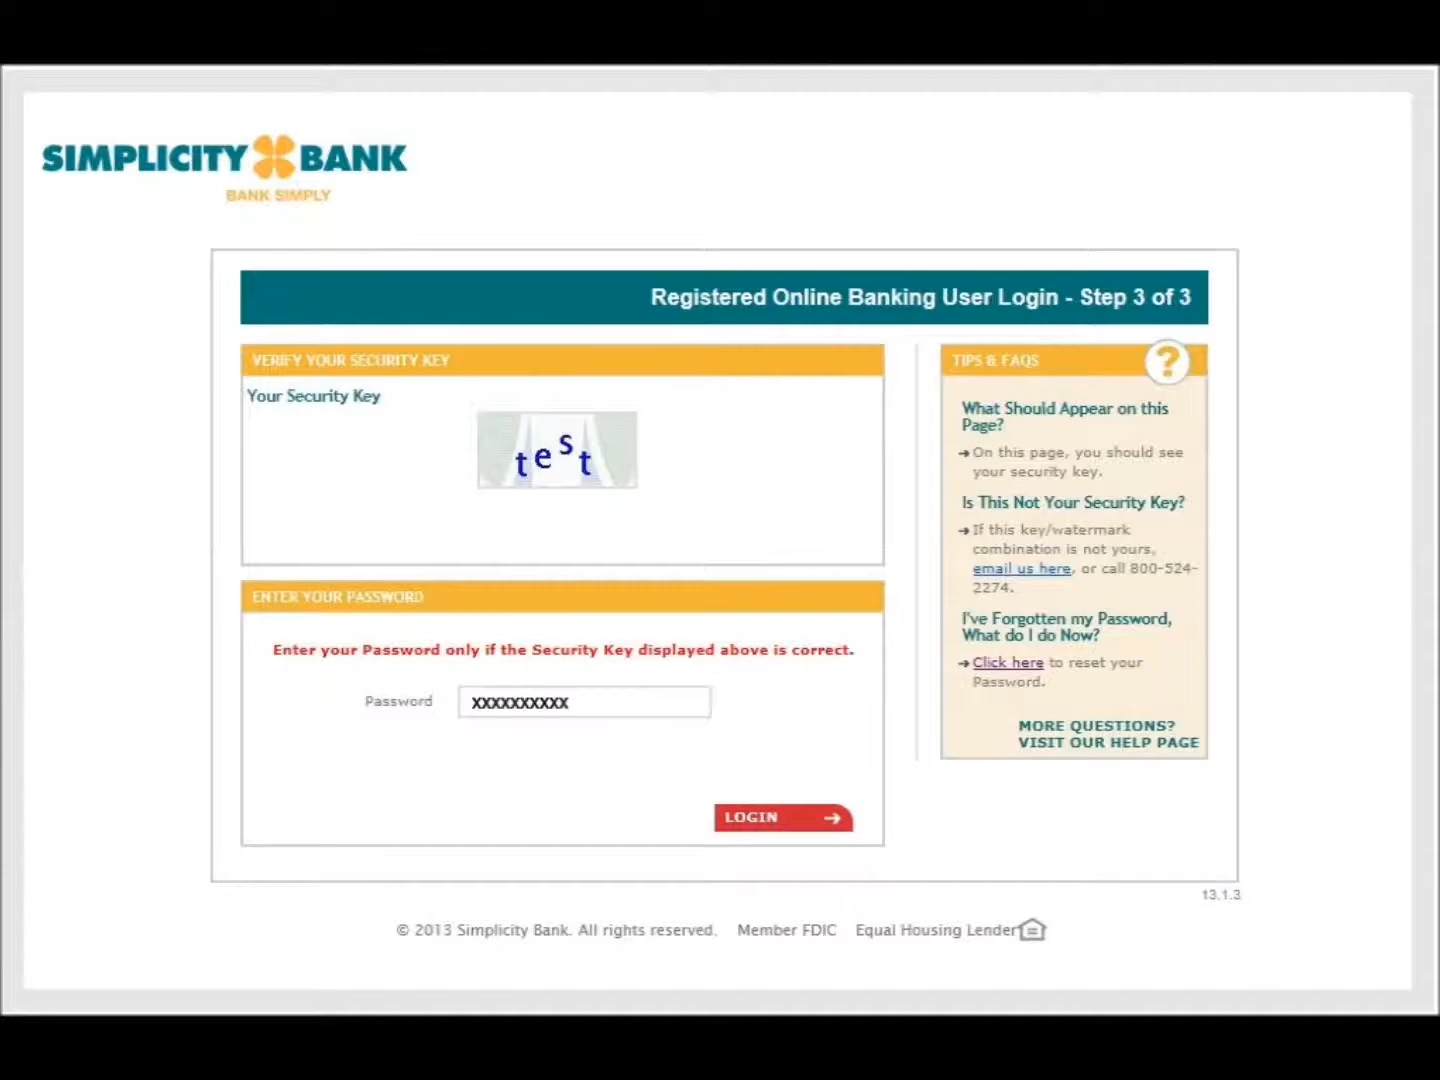 SIMPLICITY BANK
BANK SIMPLY
Registered Online Banking User Login - Step 3 of 3
VERIFY YOUR SECURITY KEY
Your Security Key
test
ENTER YOUR PASSWORD
Enter your Password only if the Security Key displayed above is correct.
Password XXXXXXXXXX
LOGIN
TIPS & FAQS ?
What Should Appear on this
Page?
On this page, you should see
your security key.
Is This Not Your Security Key?
If this key/watermark
combination is not yours,
email us here, or call 800-524-
2274.
I've Forgotten my Password,
What do I do Now?
Click here to reset your
Password.
MORE QUESTIONS?
VISIT OUR HELP PAGE
13.1.3
© 2013 Simplicity Bank. All rights reserved. Member FDIC Equal Housing Lender